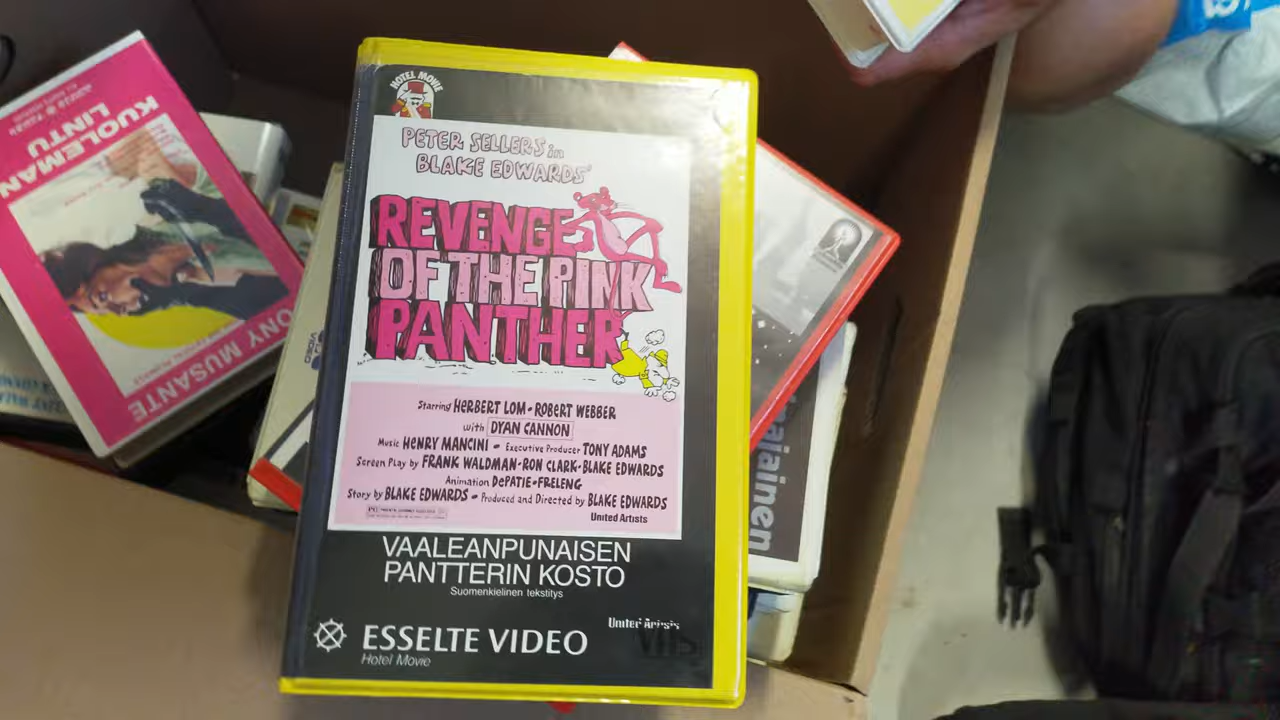 HOTEL MOVIE
PETER SELLERS in
BLAKE EDWARDS'
REVENGE
OF THE PINK
PANTHER
Starring HERBERT LOM - ROBERT WEBBER
with DYAN CANNON
Music HENRY MANCINI - Executive Producer TONY ADAMS
Screen Play by FRANK WALDMAN - RON CLARK - BLAKE EDWARDS
Animation DePATIE-FRELENG
Story by BLAKE EDWARDS - Produced and Directed by BLAKE EDWARDS
PG
United Artists
VAALEANPUNAISEN
PANTTERIN KOSTO
Suomenkielinen tekstitys
United Artists
VHS
ESSELTE VIDEO
Hotel Movie
KUOLEMAN
LINTU
TONY MUSANTE
VIDEO